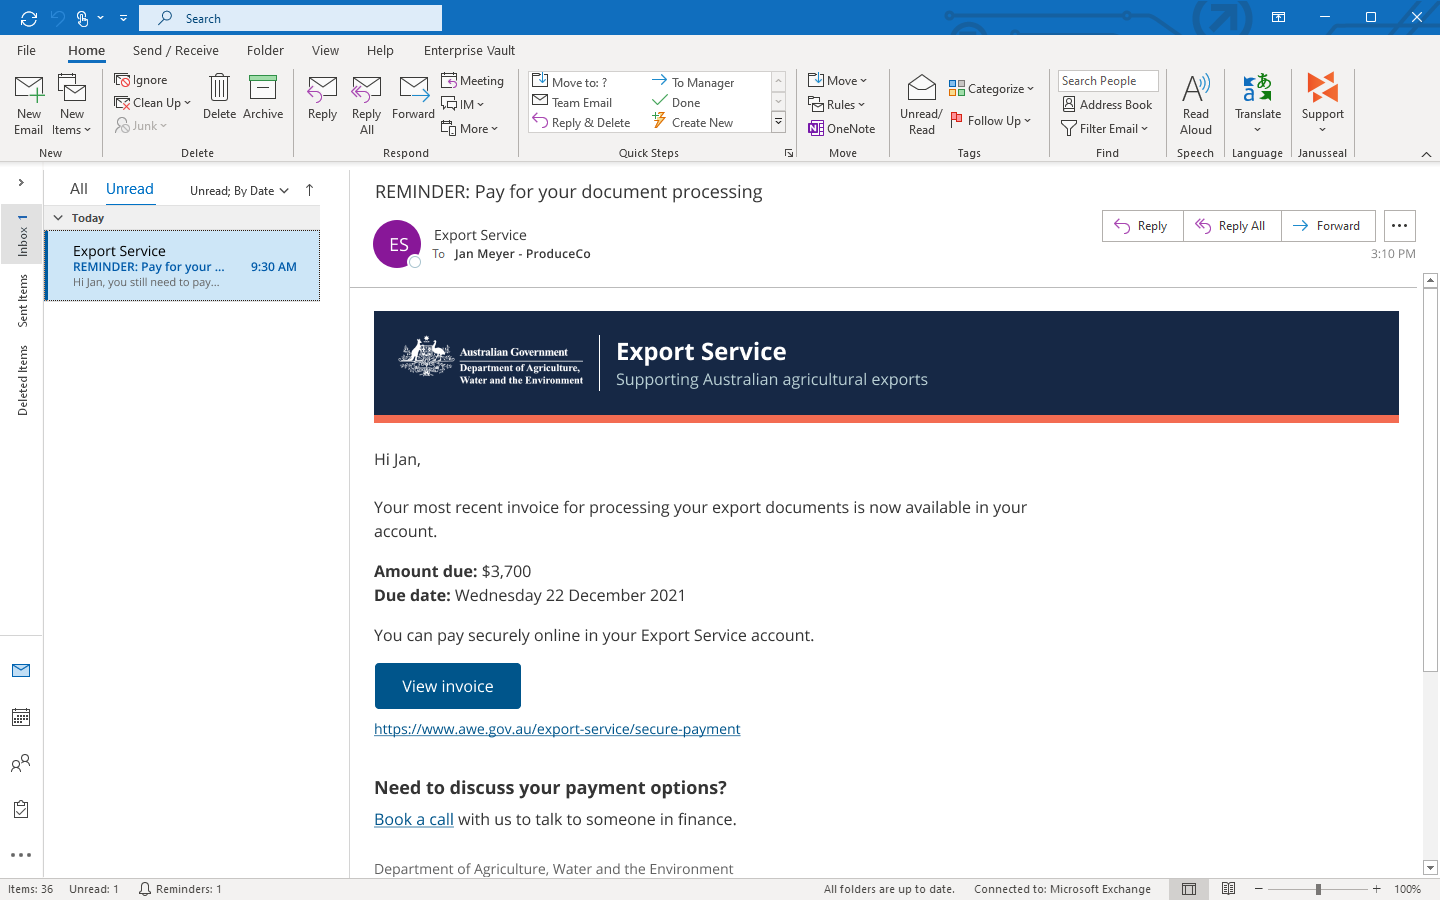 Search
File
Home
Send / Receive
Folder
View
Help
Enterprise Vault
New Email
New Items
New
Ignore
Clean Up
Junk
Delete
Archive
Delete
Reply
Reply All
Forward
Meeting
IM
More
Respond
Move to: ?
Team Email
Reply & Delete
To Manager
Done
Create New
Quick Steps
Move
Rules
OneNote
Move
Unread/ Read
Categorize
Follow Up
Tags
Search People
Address Book
Filter Email
Find
Read Aloud
Speech
Translate
Language
Support
Janusseal
Inbox 1
Sent Items
Deleted Items
All
Unread
Unread; By Date
Today
Export Service
REMINDER: Pay for your ... 9:30 AM
Hi Jan, you still need to pay...
REMINDER: Pay for your document processing
ES
Export Service
To Jan Meyer - ProduceCo
Reply
Reply All
Forward
3:10 PM
Australian Government
Department of Agriculture,
Water and the Environment
Export Service
Supporting Australian agricultural exports
Hi Jan,
Your most recent invoice for processing your export documents is now available in your
account.
Amount due: $3,700
Due date: Wednesday 22 December 2021
You can pay securely online in your Export Service account.
View invoice
https://www.awe.gov.au/export-service/secure-payment
Need to discuss your payment options?
Book a call with us to talk to someone in finance.
Department of Agriculture, Water and the Environment
Items: 36
Unread: 1
Reminders: 1
All folders are up to date.
Connected to: Microsoft Exchange
100%